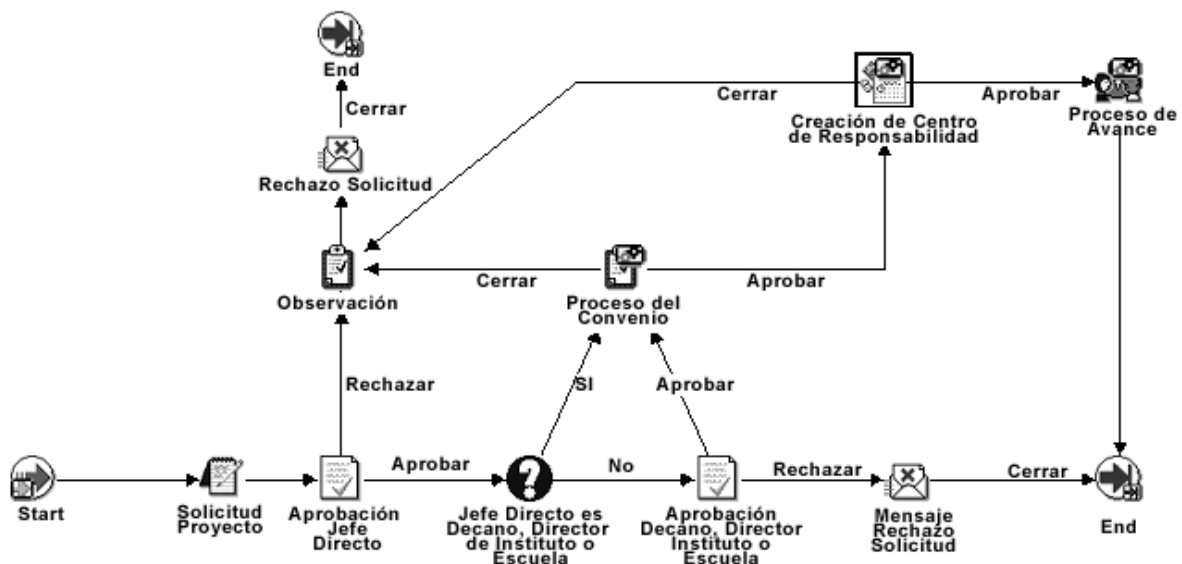 End
Cerrar
Rechazo Solicitud
Cerrar
Aprobar
Creación de Centro
de Responsabilidad
Proceso de
Avance
Observación
Cerrar
Aprobar
Proceso del
Convenio
Rechazar
SI
Aprobar
Start
Solicitud
Proyecto
Aprobación
Jefe
Directo
Aprobar
Jefe Directo es
Decano, Director
de Instituto o
Escuela
No
Aprobación
Decano, Director
Instituto o
Escuela
Rechazar
Mensaje
Rechazo
Solicitud
Cerrar
End